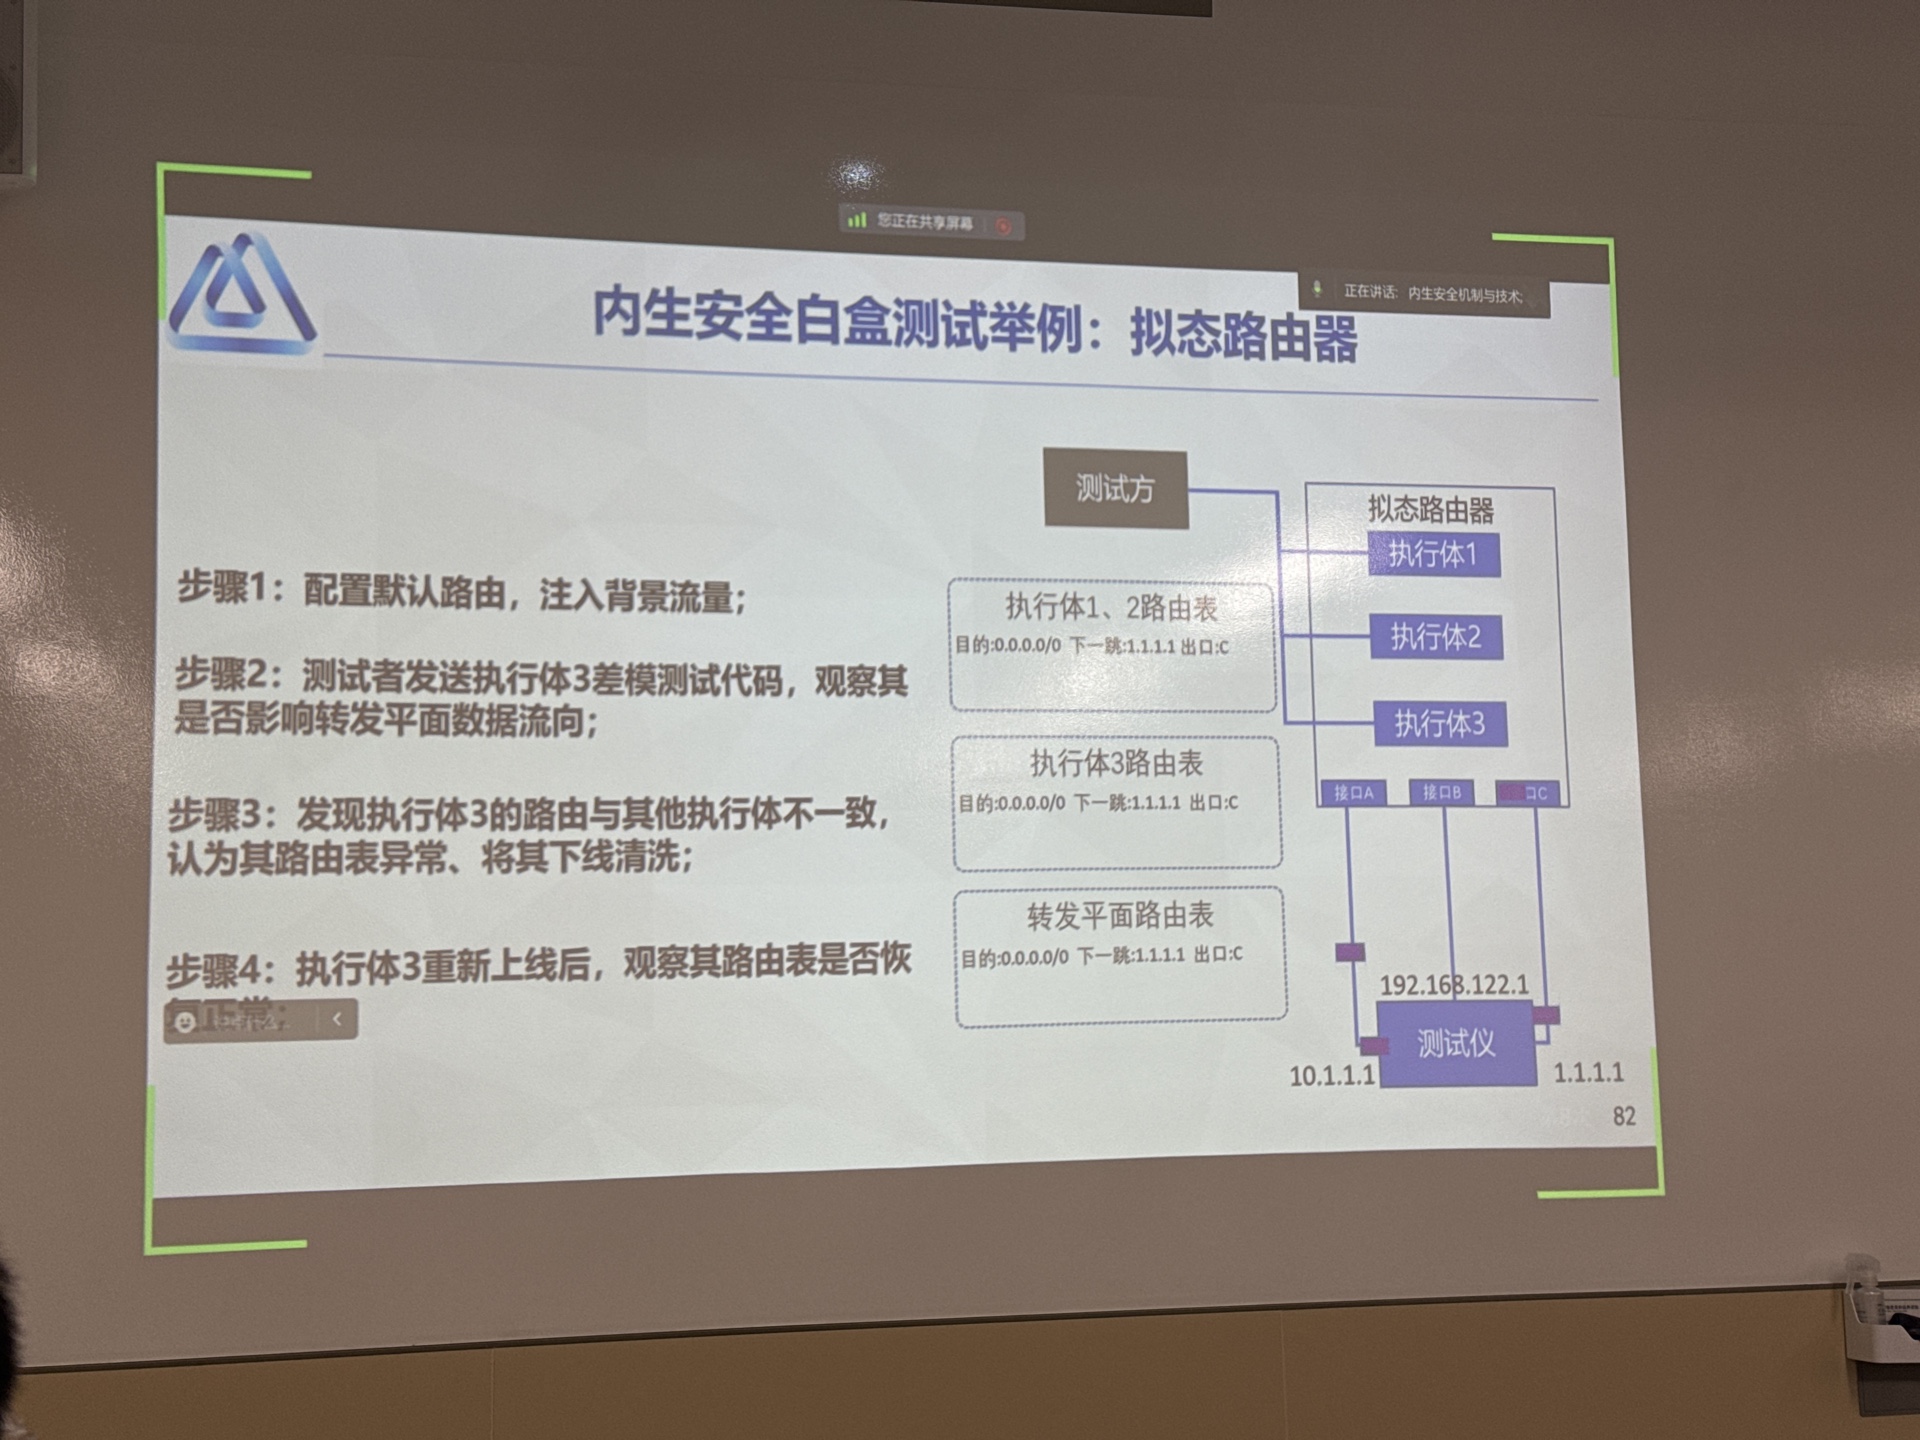 您正在共享屏幕
正在讲话: 内生安全机制与技术;
内生安全白盒测试举例：拟态路由器
步骤1：配置默认路由，注入背景流量；
步骤2：测试者发送执行体3差模测试代码，观察其
是否影响转发平面数据流向；
步骤3：发现执行体3的路由与其他执行体不一致，
认为其路由表异常、将其下线清洗；
步骤4：执行体3重新上线后，观察其路由表是否恢
复正常；
测试方
执行体1、2路由表
目的:0.0.0.0/0 下一跳:1.1.1.1 出口:C
执行体3路由表
目的:0.0.0.0/0 下一跳:1.1.1.1 出口:C
转发平面路由表
目的:0.0.0.0/0 下一跳:1.1.1.1 出口:C
拟态路由器
执行体1
执行体2
执行体3
接口A
接口B
口C
192.168.122.1
测试仪
10.1.1.1
1.1.1.1
82